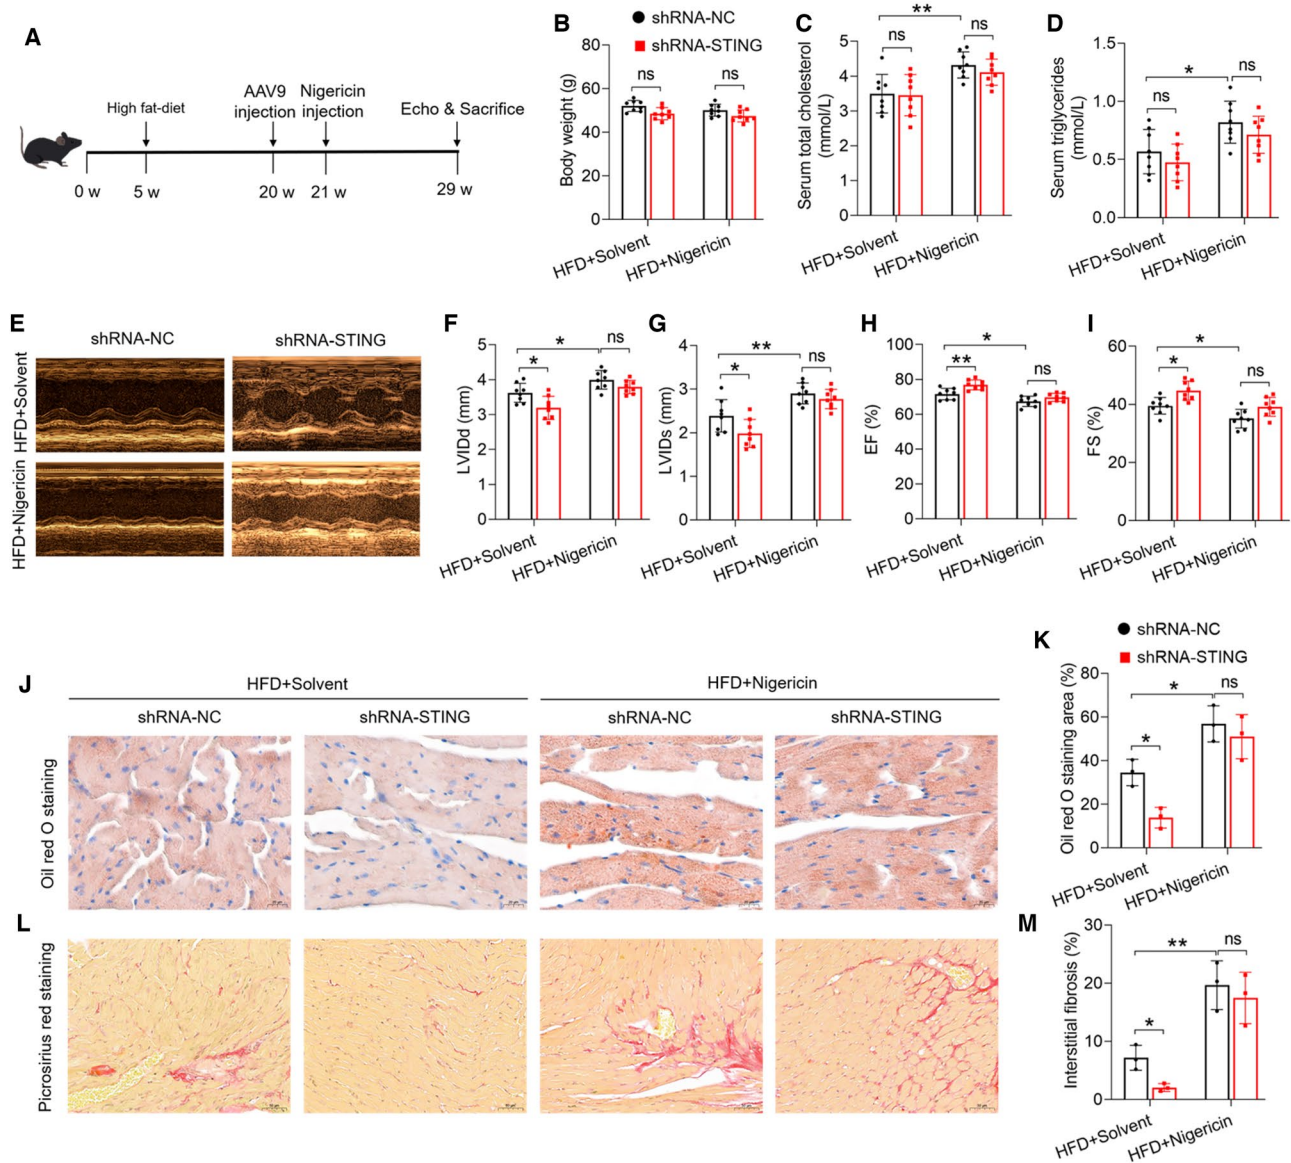 A
High fat-diet
AAV9
injection
Nigericin
injection
Echo & Sacrifice
0 w
5 w
20 w
21 w
29 w
B
shRNA-NC
shRNA-STING
Body weight (g)
80
60
40
20
0
ns
ns
HFD+Solvent
HFD+Nigericin
C
Serum total cholesterol
(mmol/L)
5
4
3
2
1
0
**
ns
ns
HFD+Solvent
HFD+Nigericin
D
Serum triglycerides
(mmol/L)
1.5
1.0
0.5
0.0
*
ns
ns
HFD+Solvent
HFD+Nigericin
E
shRNA-NC
shRNA-STING
HFD+Solvent
HFD+Nigericin
F
LVIDd (mm)
5
4
3
2
1
0
*
*
ns
HFD+Solvent
HFD+Nigericin
G
LVIDs (mm)
4
3
2
1
0
**
*
ns
HFD+Solvent
HFD+Nigericin
H
EF (%)
100
80
60
40
20
0
*
**
ns
HFD+Solvent
HFD+Nigericin
I
FS (%)
60
40
20
0
*
*
ns
HFD+Solvent
HFD+Nigericin
J
HFD+Solvent
HFD+Nigericin
shRNA-NC
shRNA-STING
shRNA-NC
shRNA-STING
Oil red O staining
K
shRNA-NC
shRNA-STING
Oil red O staining area (%)
80
60
40
20
0
*
*
ns
HFD+Solvent
HFD+Nigericin
L
Picrosirius red staining
M
Interstitial fibrosis (%)
30
20
10
0
**
*
ns
HFD+Solvent
HFD+Nigericin